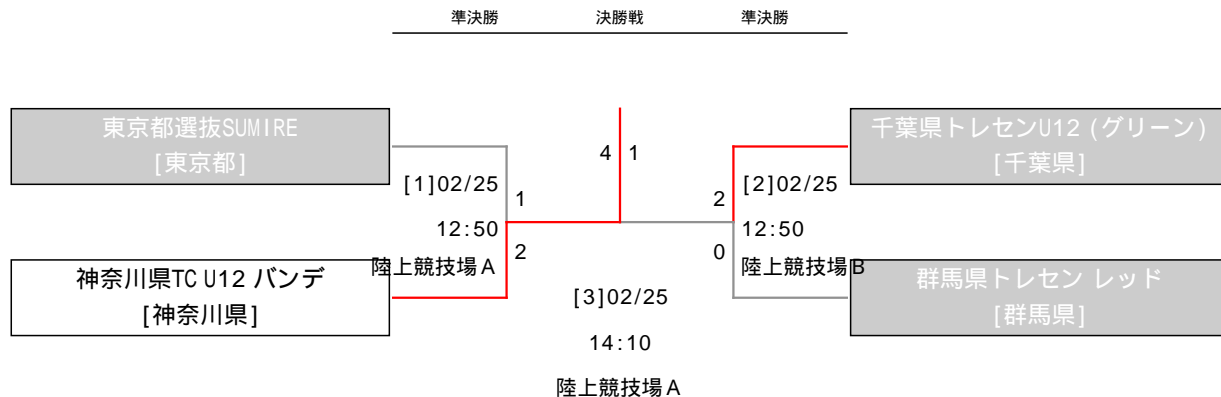 準決勝 決勝戦 準決勝
東京都選抜SUMIRE
[東京都]
千葉県トレセンU12 (グリーン)
[千葉県]
4 1
[1]02/25
1
2
[2]02/25
12:50
12:50
2
0
陸上競技場A
陸上競技場B
神奈川県TC U12 バンデ
[神奈川県]
群馬県トレセン レッド
[群馬県]
[3]02/25
14:10
陸上競技場A